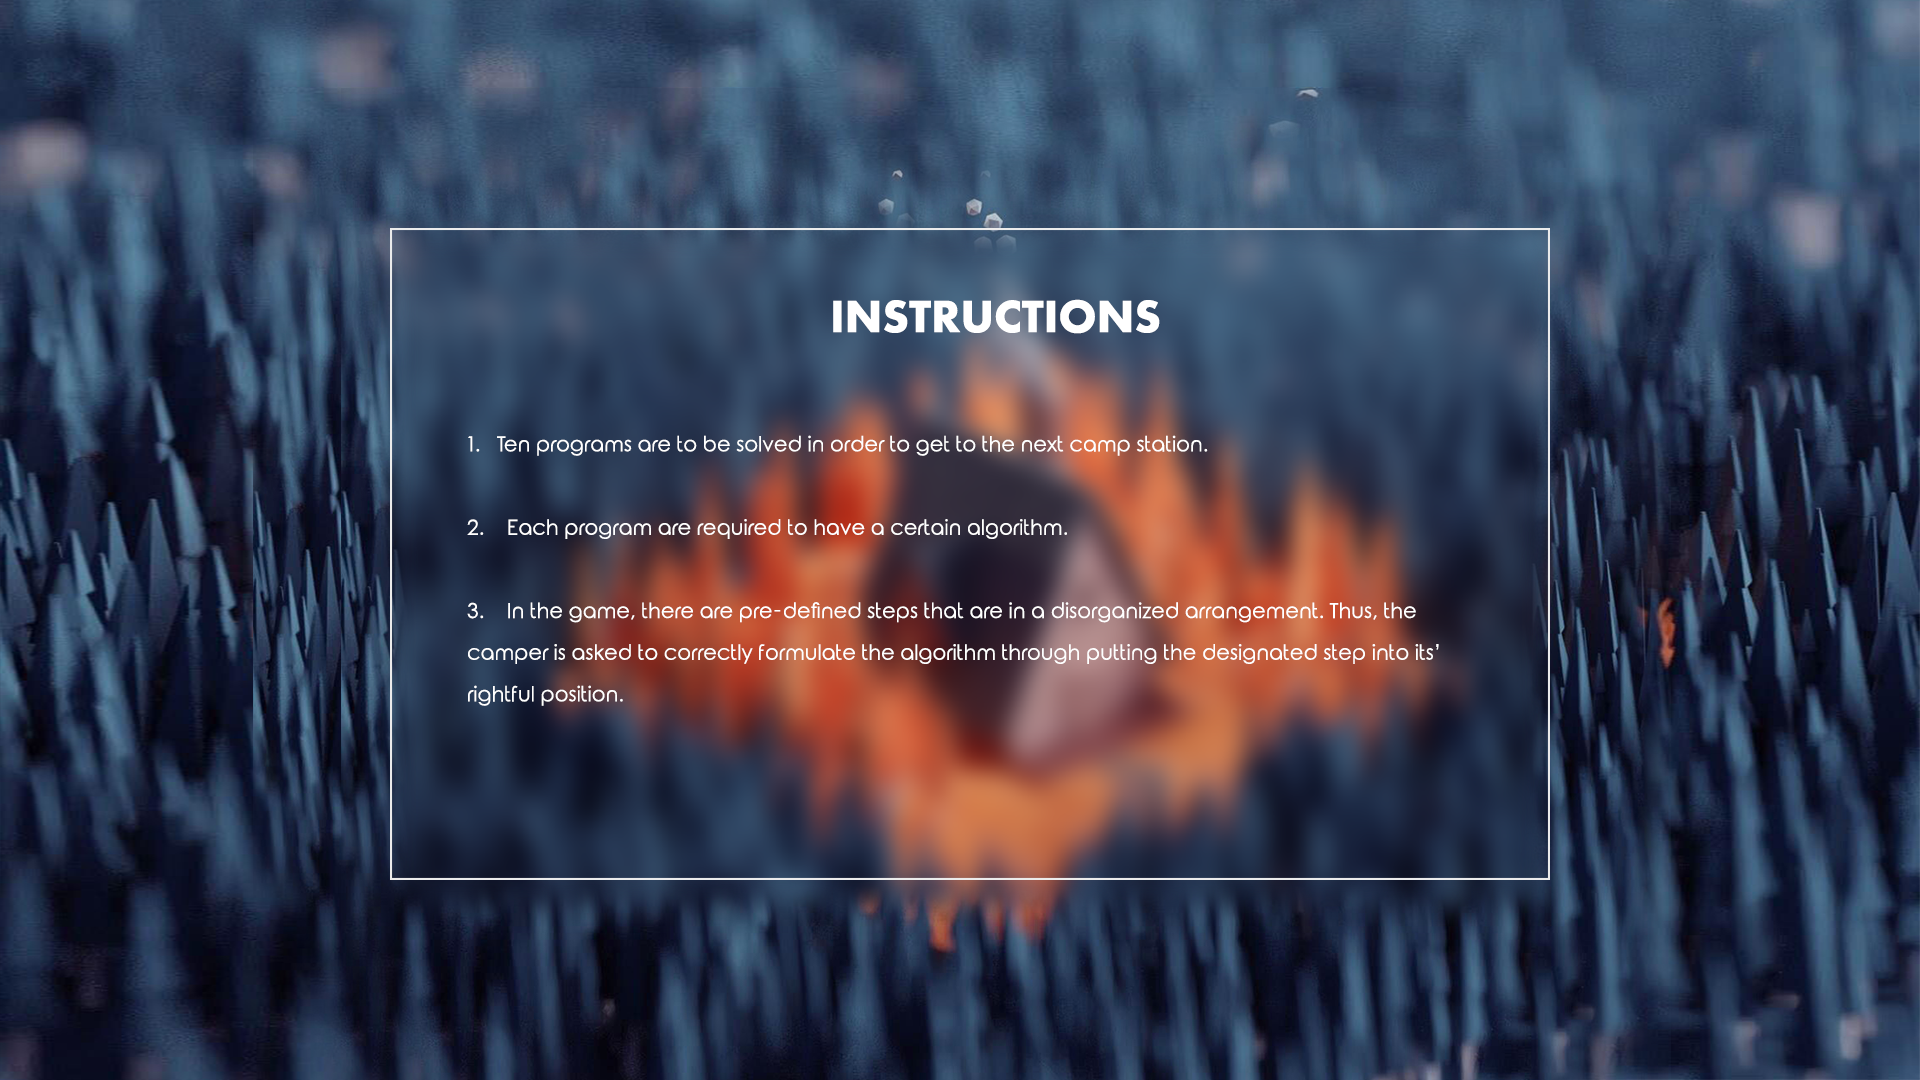 INSTRUCTIONS
1. Ten programs are to be solved in order to get to the next camp station.
2. Each program are required to have a certain algorithm.
3. In the game, there are pre-defined steps that are in a disorganized arrangement. Thus, the
camper is asked to correctly formulate the algorithm through putting the designated step into its’
rightful position.